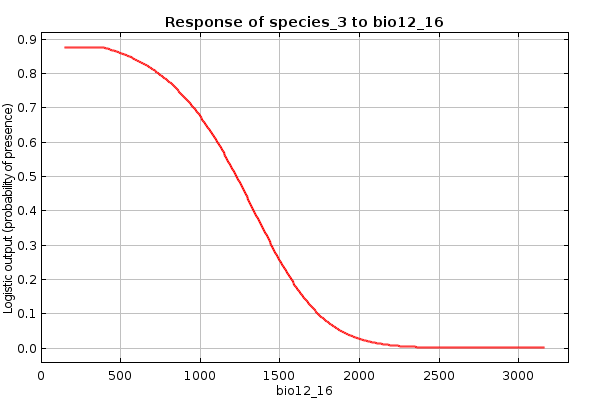 Response of species_3 to bio12_16
Logistic output (probability of presence)
0.9
0.8
0.7
0.6
0.5
0.4
0.3
0.2
0.1
0.0
0 500 1000 1500 2000 2500 3000
bio12_16